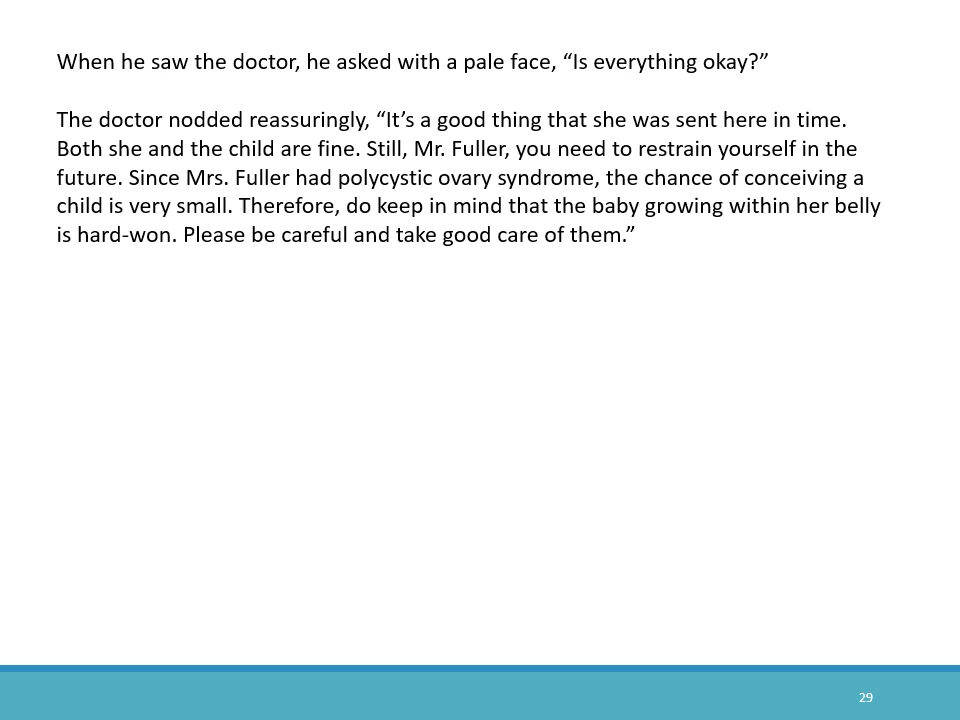 When he saw the doctor, he asked with a pale face, “Is everything okay?”
The doctor nodded reassuringly, “It’s a good thing that she was sent here in time.
Both she and the child are fine. Still, Mr. Fuller, you need to restrain yourself in the
future. Since Mrs. Fuller had polycystic ovary syndrome, the chance of conceiving a
child is very small. Therefore, do keep in mind that the baby growing within her belly
is hard-won. Please be careful and take good care of them.”
29